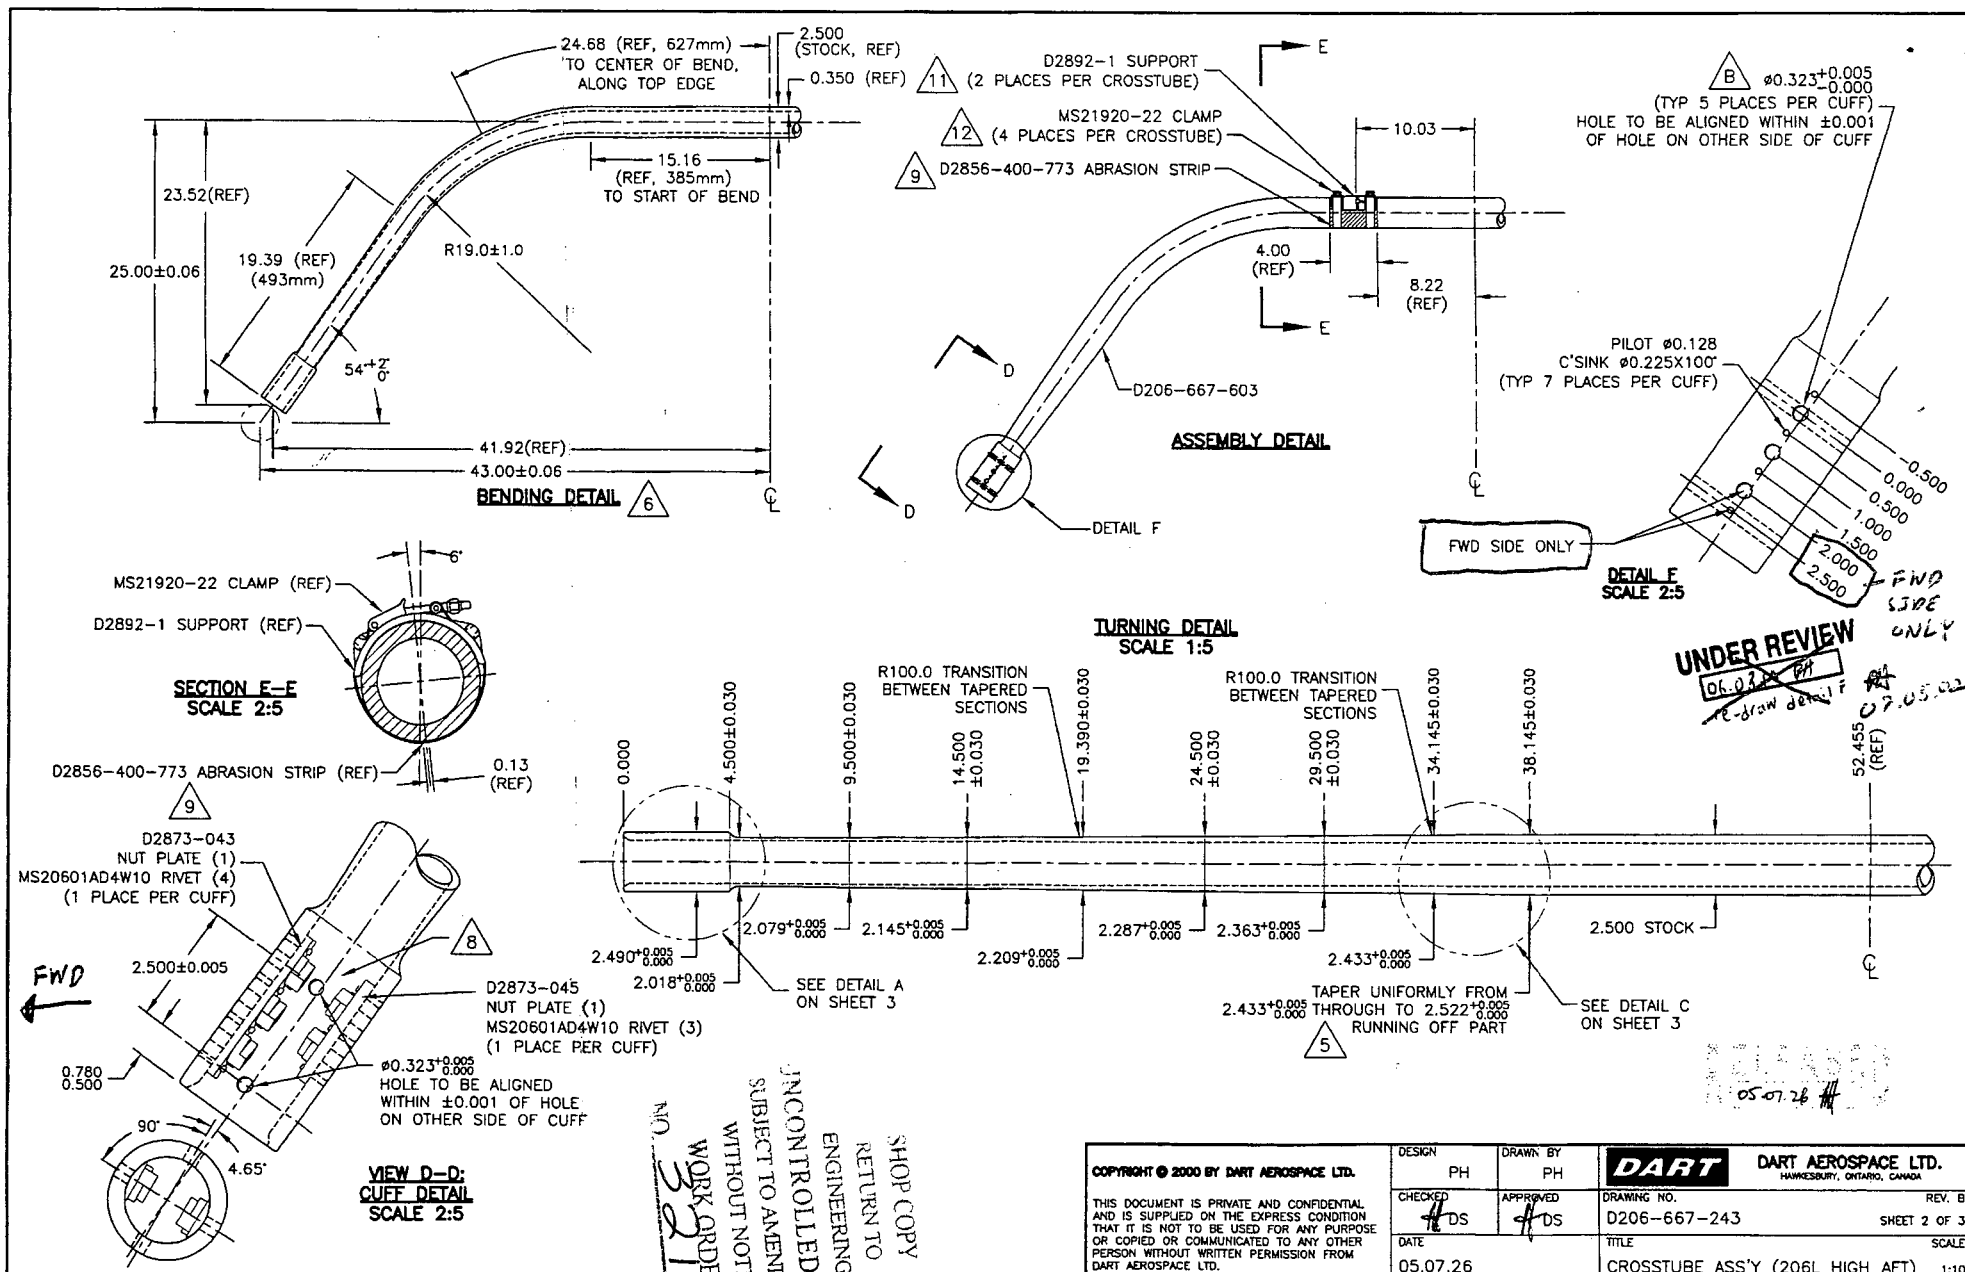 24.68 (REF, 627mm)
TO CENTER OF BEND,
ALONG TOP EDGE
2.500
(STOCK, REF)
0.350 (REF)
15.16
(REF, 385mm)
TO START OF BEND
23.52(REF)
25.00±0.06
19.39 (REF)
(493mm)
R19.0±1.0
54°+2° 0°
41.92(REF)
43.00±0.06
BENDING DETAIL
6
℄
E
D2892-1 SUPPORT
(2 PLACES PER CROSSTUBE)
11
MS21920-22 CLAMP
(4 PLACES PER CROSSTUBE)
12
D2856-400-773 ABRASION STRIP
9
10.03
4.00
(REF)
8.22
(REF)
E
D
D206-667-603
ASSEMBLY DETAIL
D
DETAIL F
℄
B
ø0.323+0.005 -0.000
(TYP 5 PLACES PER CUFF)
HOLE TO BE ALIGNED WITHIN ±0.001
OF HOLE ON OTHER SIDE OF CUFF
PILOT ø0.128
C'SINK ø0.225X100°
(TYP 7 PLACES PER CUFF)
-0.500
0.000
0.500
1.000
1.500
2.000
2.500
FWD SIDE ONLY
DETAIL F
SCALE 2:5
FWD
SIDE
ONLY
UNDER REVIEW
re-draw detail F
6°
MS21920-22 CLAMP (REF)
D2892-1 SUPPORT (REF)
SECTION E-E
SCALE 2:5
D2856-400-773 ABRASION STRIP (REF)
9
0.13
(REF)
TURNING DETAIL
SCALE 1:5
R100.0 TRANSITION
BETWEEN TAPERED
SECTIONS
R100.0 TRANSITION
BETWEEN TAPERED
SECTIONS
0.000
4.500±0.030
9.500±0.030
14.500
±0.030
19.390±0.030
24.500
±0.030
29.500
±0.030
34.145±0.030
38.145±0.030
52.455
(REF)
2.490+0.005 0.000
2.018+0.005 0.000
2.079+0.005 0.000
2.145+0.005 0.000
2.209+0.005 0.000
2.287+0.005 0.000
2.363+0.005 0.000
2.433+0.005 0.000
2.500 STOCK
℄
SEE DETAIL A
ON SHEET 3
TAPER UNIFORMLY FROM
2.433+0.005 0.000 THROUGH TO 2.522+0.005 0.000
RUNNING OFF PART
5
SEE DETAIL C
ON SHEET 3
D2873-043
NUT PLATE (1)
MS20601AD4W10 RIVET (4)
(1 PLACE PER CUFF)
8
2.500±0.005
FWD
D2873-045
NUT PLATE (1)
MS20601AD4W10 RIVET (3)
(1 PLACE PER CUFF)
0.780
0.500
ø0.323+0.005 0.000
HOLE TO BE ALIGNED
WITHIN ±0.001 OF HOLE
ON OTHER SIDE OF CUFF
90°
4.65°
VIEW D-D:
CUFF DETAIL
SCALE 2:5
SHOP COPY
RETURN TO
ENGINEERING
UNCONTROLLED
SUBJECT TO AMEND
WITHOUT NOT
WORK ORDE
NO.
RELEASED
05.07.26
COPYRIGHT © 2000 BY DART AEROSPACE LTD.
THIS DOCUMENT IS PRIVATE AND CONFIDENTIAL
AND IS SUPPLIED ON THE EXPRESS CONDITION
THAT IT IS NOT TO BE USED FOR ANY PURPOSE
OR COPIED OR COMMUNICATED TO ANY OTHER
PERSON WITHOUT WRITTEN PERMISSION FROM
DART AEROSPACE LTD.
DESIGN
PH
DRAWN BY
PH
CHECKED
DS
APPROVED
DS
DATE
05.07.26
DART
DART AEROSPACE LTD.
HAWKESBURY, ONTARIO, CANADA
DRAWING NO.
REV. B
D206-667-243
SHEET 2 OF 3
TITLE
SCALE
CROSSTUBE ASS'Y (206L HIGH AFT)
1:10